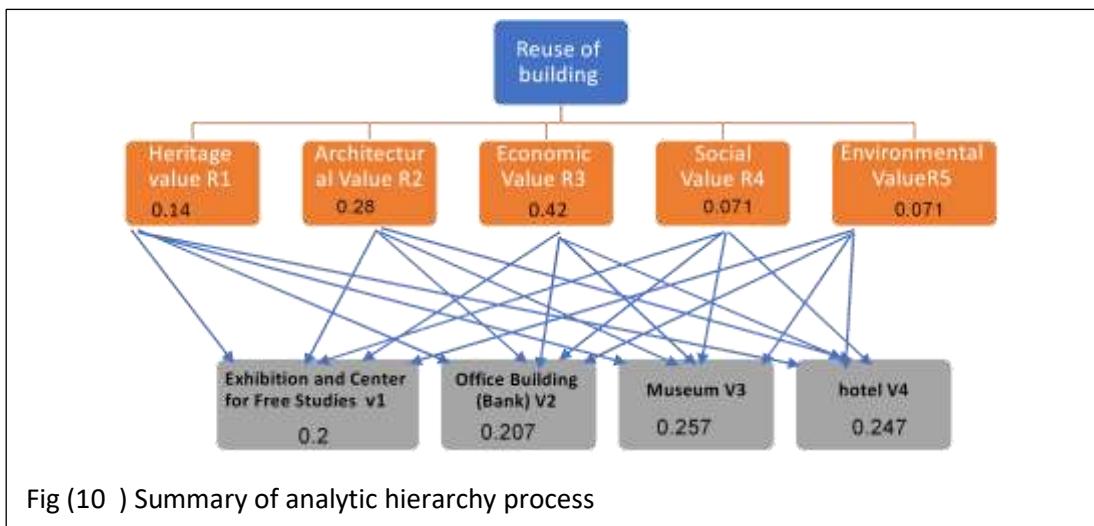 Reuse of
building
Heritage
value R1
0.14
Architectur
al Value R2
0.28
Economic
Value R3
0.42
Social
Value R4
0.071
Environmental
ValueR5
0.071
Exhibition and Center
for Free Studies v1
0.2
Office Building
(Bank) V2
0.207
Museum V3
0.257
hotel V4
0.247
Fig (10 ) Summary of analytic hierarchy process